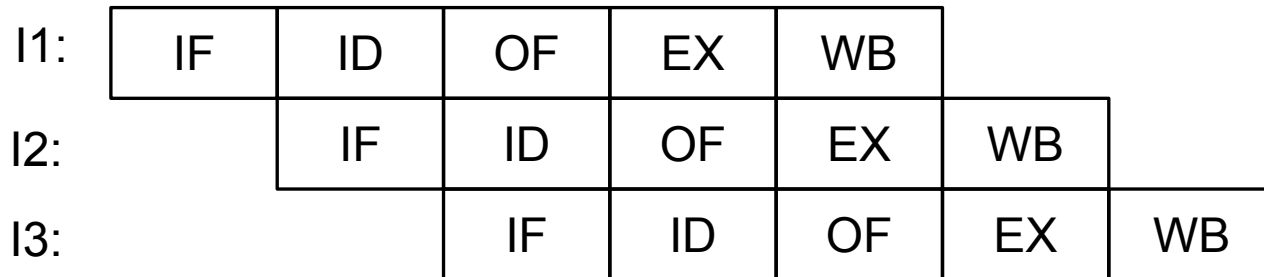 I1: IF ID OF EX WB
I2: IF ID OF EX WB
I3: IF ID OF EX WB